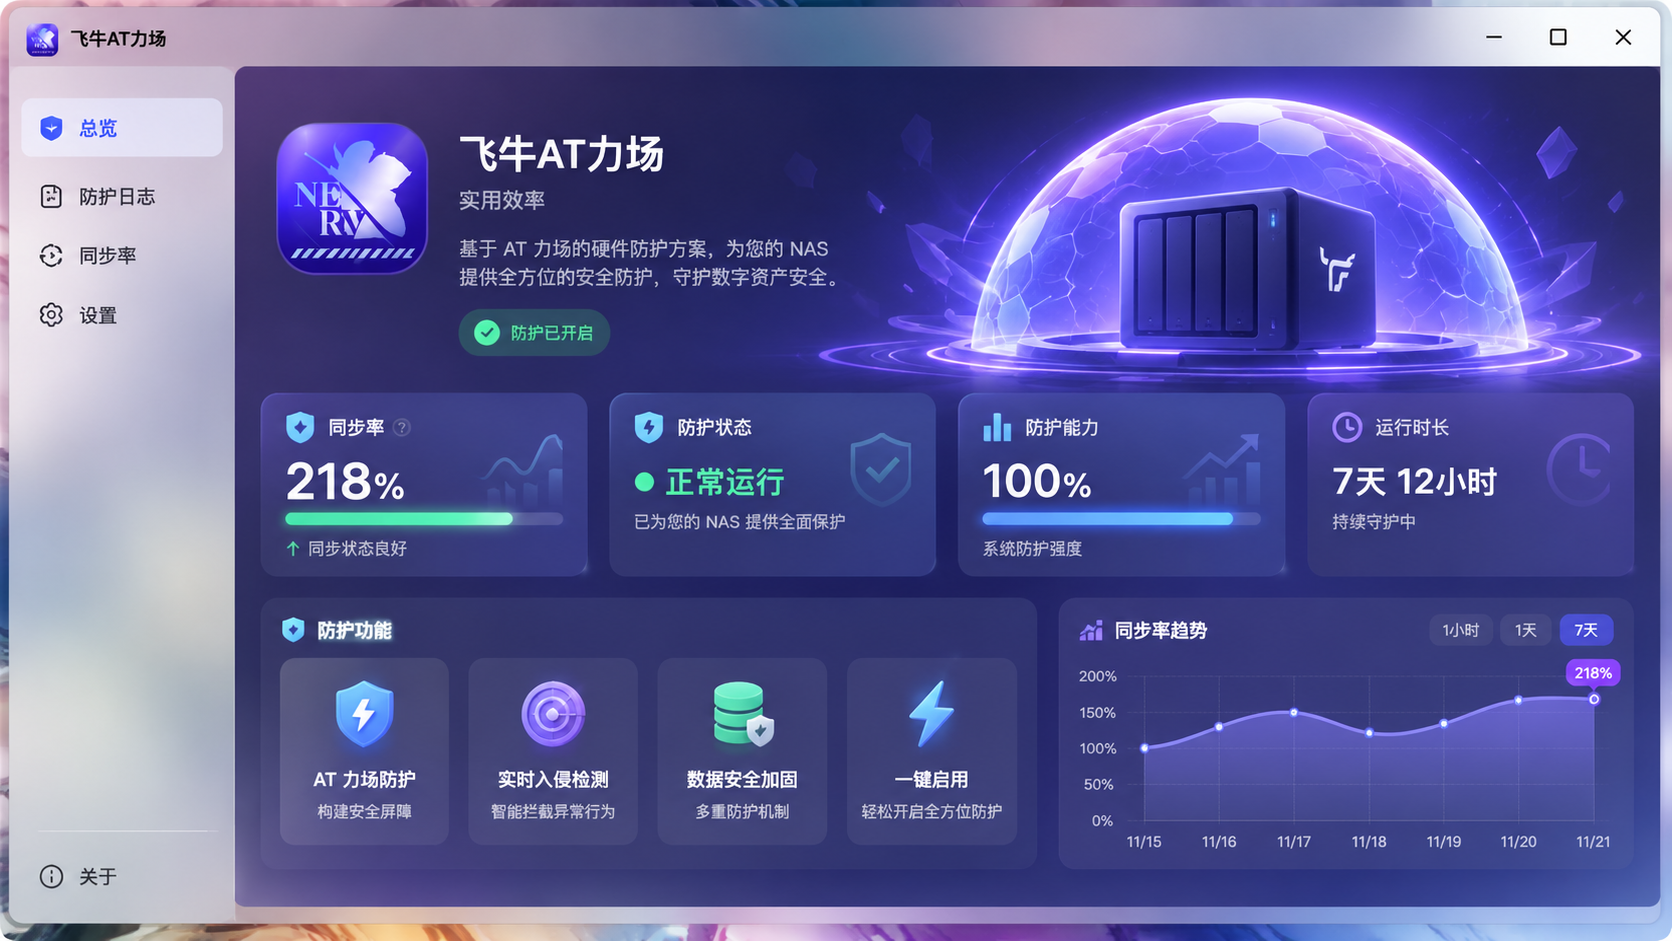 飞牛AT力场
总览
防护日志
同步率
设置
关于
NE
RV
飞牛AT力场
实用效率
基于 AT 力场的硬件防护方案，为您的 NAS
提供全方位的安全防护，守护数字资产安全。
防护已开启
同步率 ?
218%
同步状态良好
防护状态
正常运行
已为您的 NAS 提供全面保护
防护能力
100%
系统防护强度
运行时长
7天 12小时
持续守护中
防护功能
AT 力场防护
构建安全屏障
实时入侵检测
智能拦截异常行为
数据安全加固
多重防护机制
一键启用
轻松开启全方位防护
同步率趋势
1小时
1天
7天
218%
200%
150%
100%
50%
0%
11/15
11/16
11/17
11/18
11/19
11/20
11/21